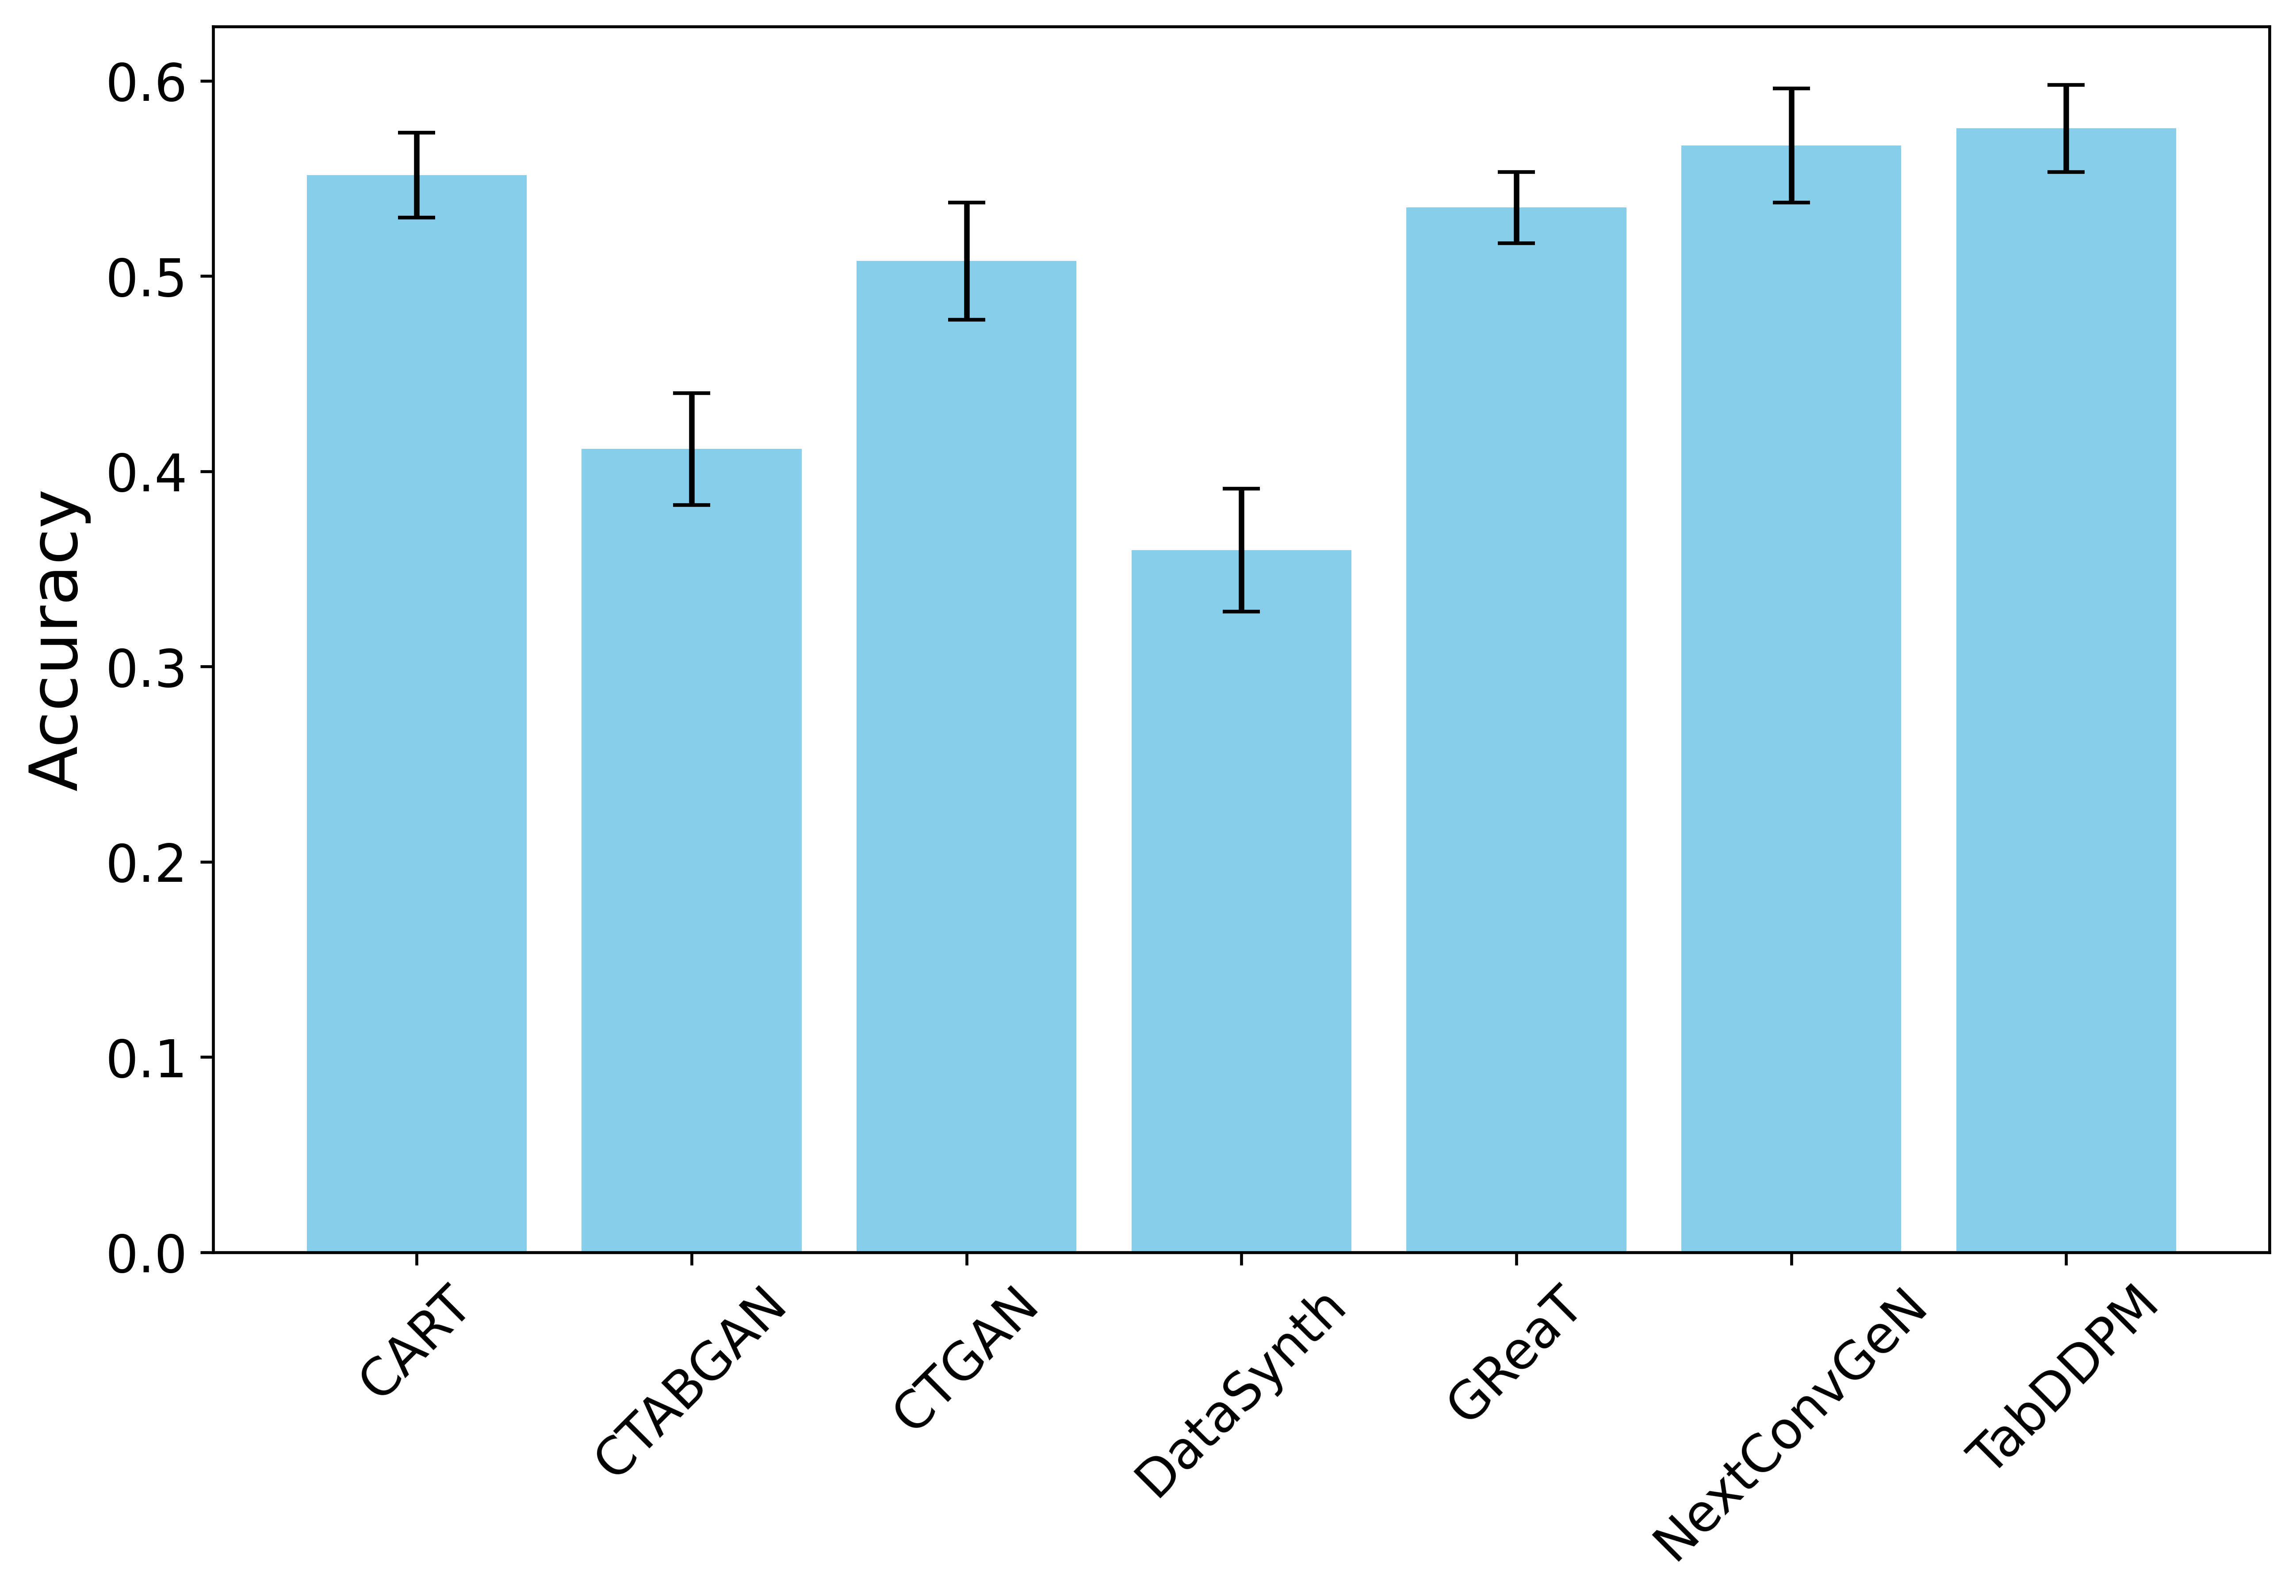 Accuracy
0.6
0.5
0.4
0.3
0.2
0.1
0.0
CART
CTABGAN
CTGAN
DataSynth
GReaT
NextConvGeN
TabDDPM